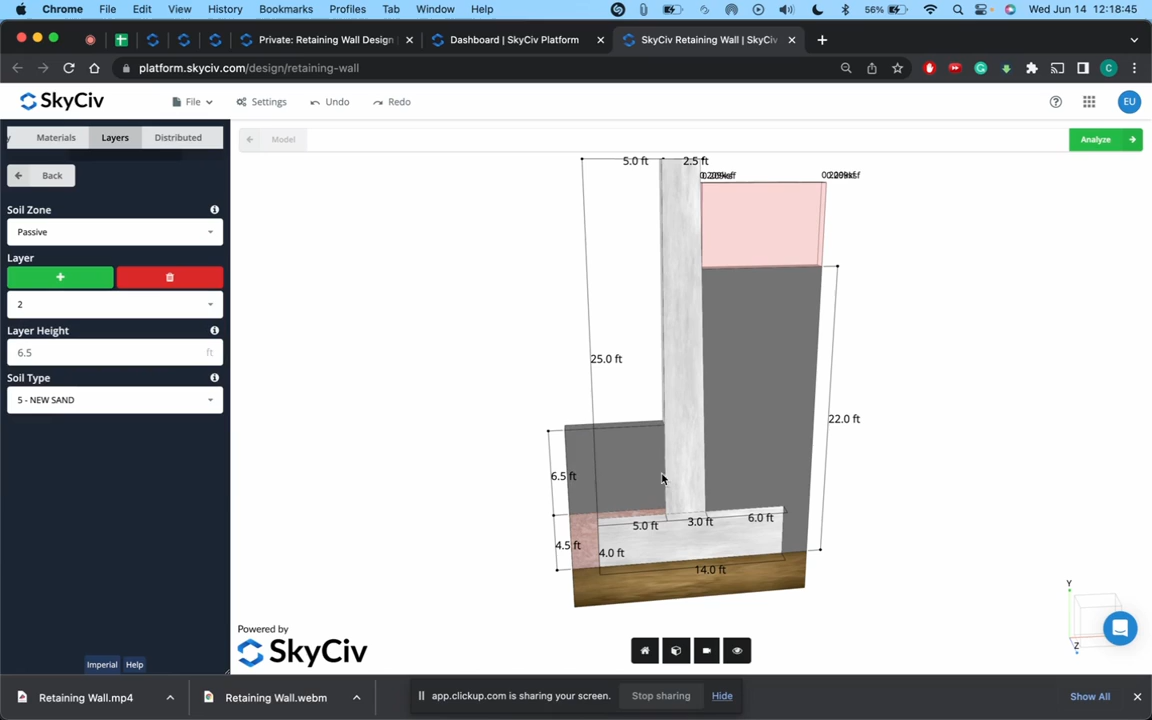 Chrome File Edit View History Bookmarks Profiles Tab Window Help 56% Wed Jun 14 12:18:45
Private: Retaining Wall Design Dashboard | SkyCiv Platform SkyCiv Retaining Wall | SkyCiv
platform.skyciv.com/design/retaining-wall C
SkyCiv File Settings Undo Redo EU
Materials Layers Distributed
Model Analyze
Back
Soil Zone
Passive
Layer
2
Layer Height
6.5 ft
Soil Type
5 - NEW SAND
5.0 ft 2.5 ft
25.0 ft
22.0 ft
6.5 ft
5.0 ft 3.0 ft 6.0 ft
4.5 ft 4.0 ft
14.0 ft
Y
Z
Powered by
SkyCiv
Imperial Help
Retaining Wall.mp4 Retaining Wall.webm app.clickup.com is sharing your screen. Stop sharing Hide Show All